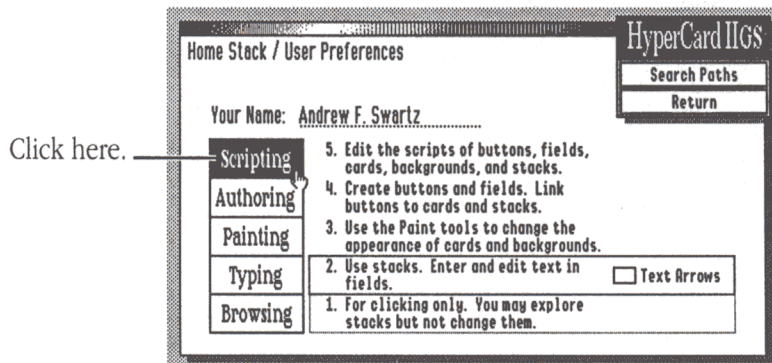 HyperCard IIGS
Home Stack / User Preferences
Search Paths
Return
Your Name: Andrew F. Swartz
Click here.
Scripting
5. Edit the scripts of buttons, fields,
cards, backgrounds, and stacks.
Authoring
4. Create buttons and fields. Link
buttons to cards and stacks.
Painting
3. Use the Paint tools to change the
appearance of cards and backgrounds.
Typing
2. Use stacks. Enter and edit text in
fields.
Text Arrows
Browsing
1. For clicking only. You may explore
stacks but not change them.